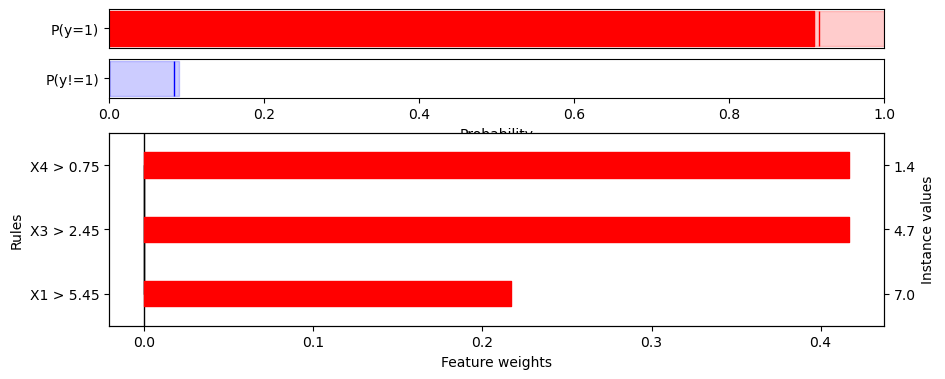 P(y=1)
P(y!=1)
0.0 0.2 0.4 0.6 0.8 1.0
Probability
Rules
X4 > 0.75 1.4
X3 > 2.45 4.7
X1 > 5.45 7.0
Instance values
0.0 0.1 0.2 0.3 0.4
Feature weights